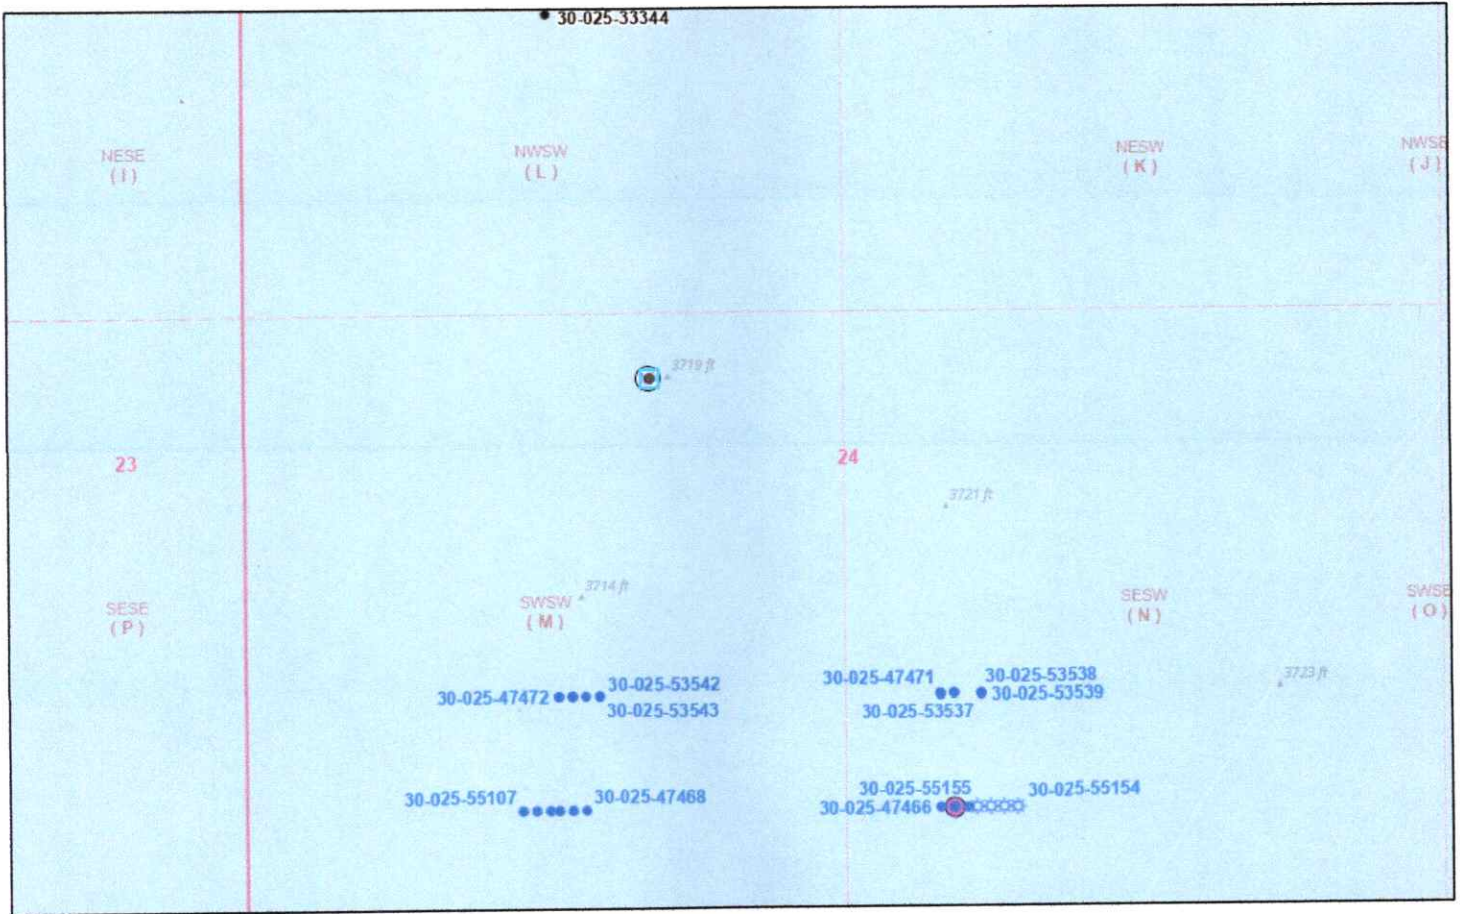 30-025-33344
NESE
( I )
NWSW
( L )
NESW
( K )
NWSE
( J )
3719 ft
23
24
3721 ft
3714 ft
SESE
( P )
SWSW
( M )
SESW
( N )
SWSE
( O )
3723 ft
30-025-47472
30-025-53542
30-025-53543
30-025-47471
30-025-53537
30-025-53538
30-025-53539
30-025-55107
30-025-47468
30-025-55155
30-025-47466
30-025-55154